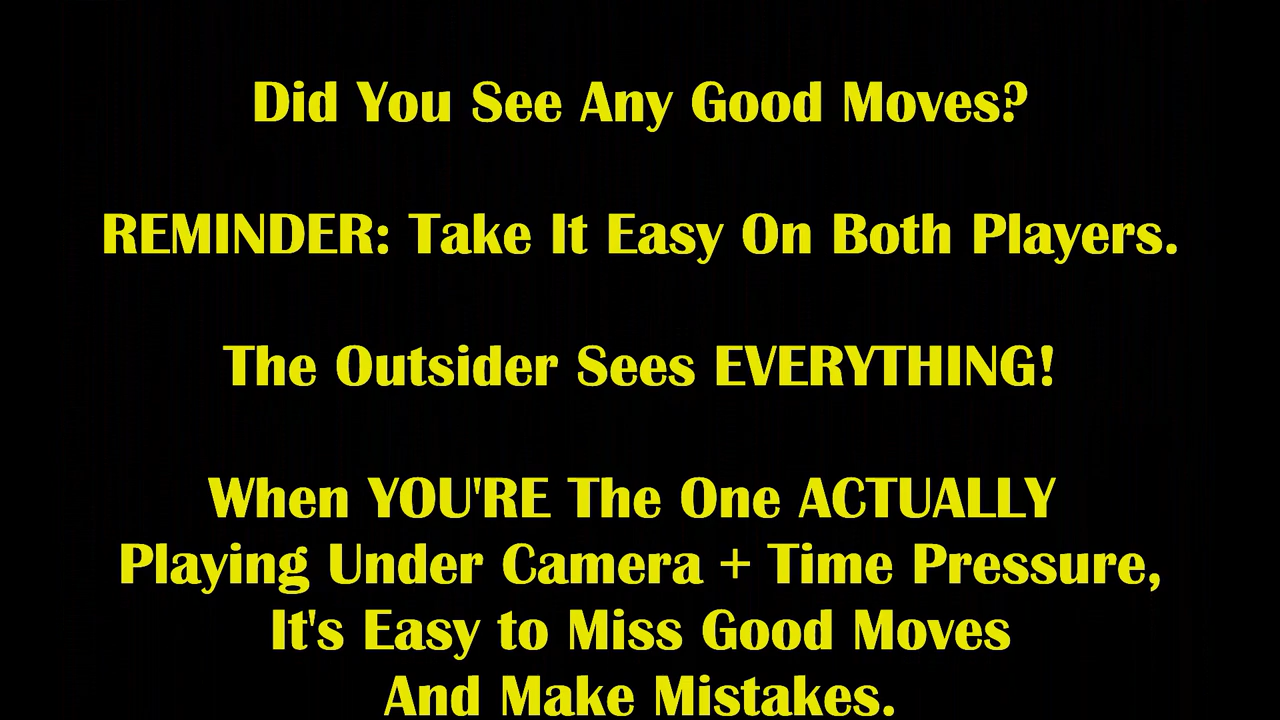 Did You See Any Good Moves?
REMINDER: Take It Easy On Both Players.
The Outsider Sees EVERYTHING!
When YOU'RE The One ACTUALLY
Playing Under Camera + Time Pressure,
It's Easy to Miss Good Moves
And Make Mistakes.